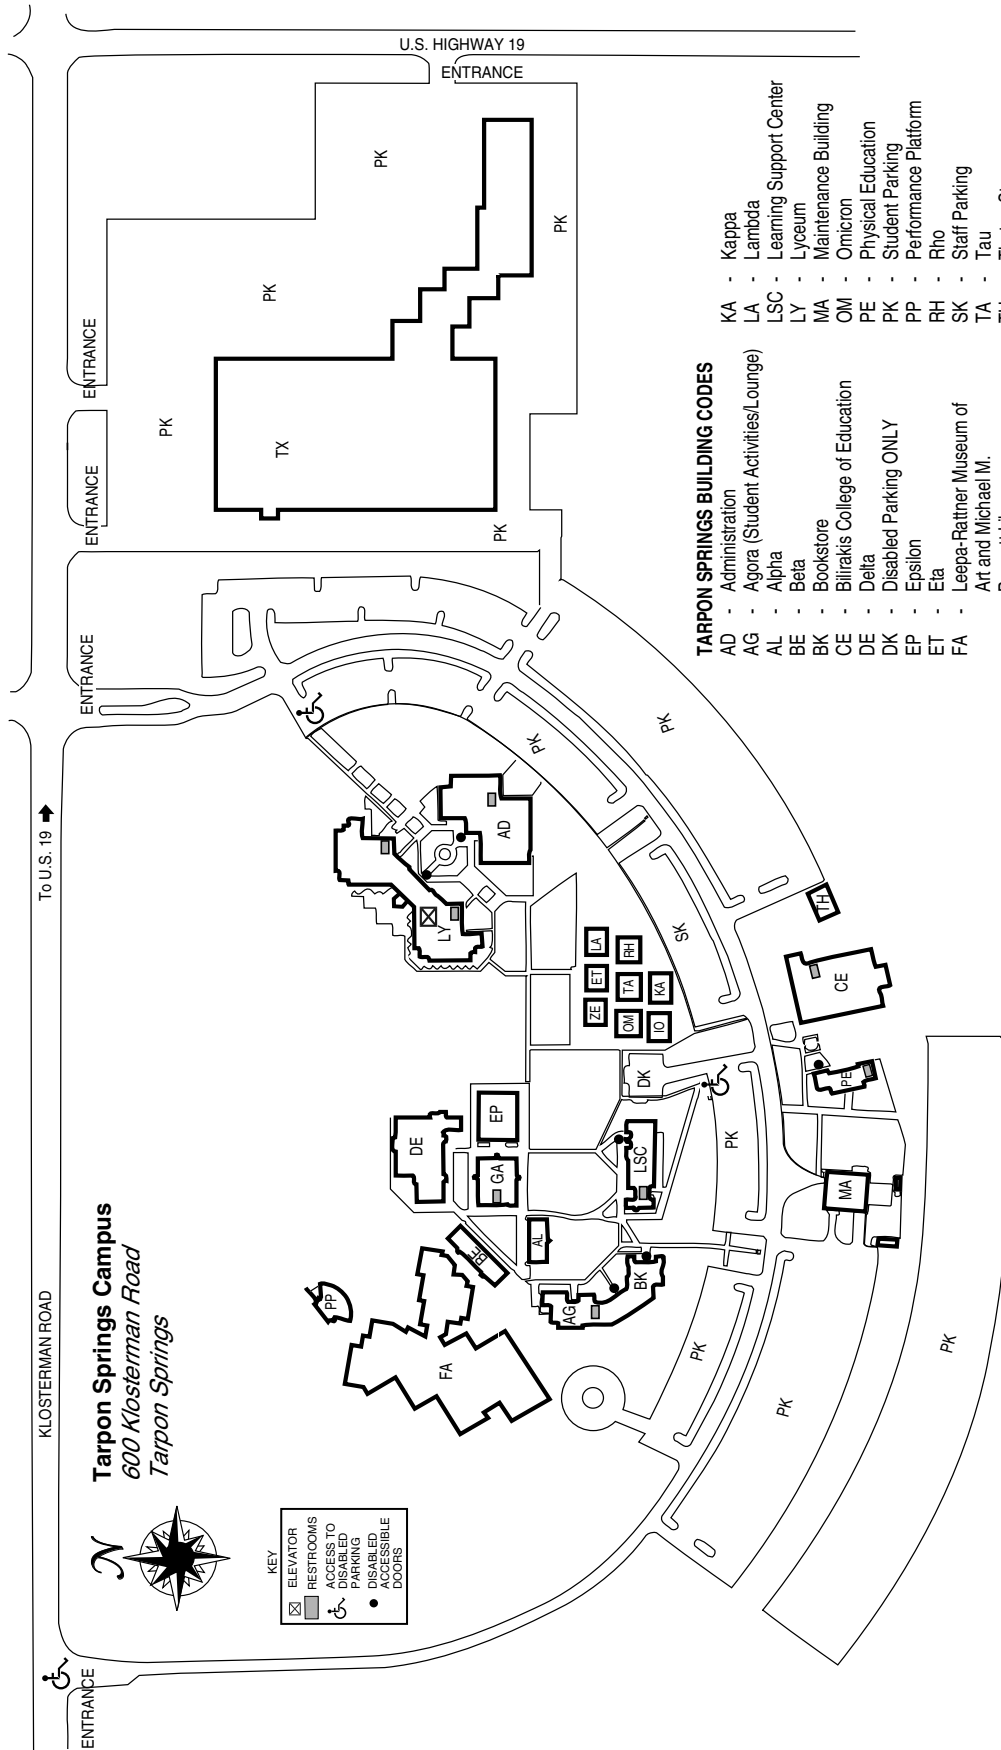 KLOSTERMAN ROAD
To U.S. 19
U.S. HIGHWAY 19
ENTRANCE
ENTRANCE
ENTRANCE
ENTRANCE
ENTRANCE
Tarpon Springs Campus
600 Klosterman Road
Tarpon Springs
N
KEY
ELEVATOR
RESTROOMS
ACCESS TO
DISABLED
PARKING
DISABLED
ACCESSIBLE
DOORS
PP
FA
BE
DE
GA
EP
AL
AG
BK
LSC
DK
LY
AD
ZE
ET
LA
OM
TA
RH
IO
KA
SK
TX
PK
PK
PK
PK
PK
PK
PK
PK
PK
PK
PK
MA
PE
CE
TH
TARPON SPRINGS BUILDING CODES
AD - Administration
AG - Agora (Student Activities/Lounge)
AL - Alpha
BE - Beta
BK - Bookstore
CE - Bilirakis College of Education
DE - Delta
DK - Disabled Parking ONLY
EP - Epsilon
ET - Eta
FA - Leepa-Rattner Museum of
Art and Michael M.
KA - Kappa
LA - Lambda
LSC - Learning Support Center
LY - Lyceum
MA - Maintenance Building
OM - Omicron
PE - Physical Education
PK - Student Parking
PP - Performance Platform
RH - Rho
SK - Staff Parking
TA - Tau